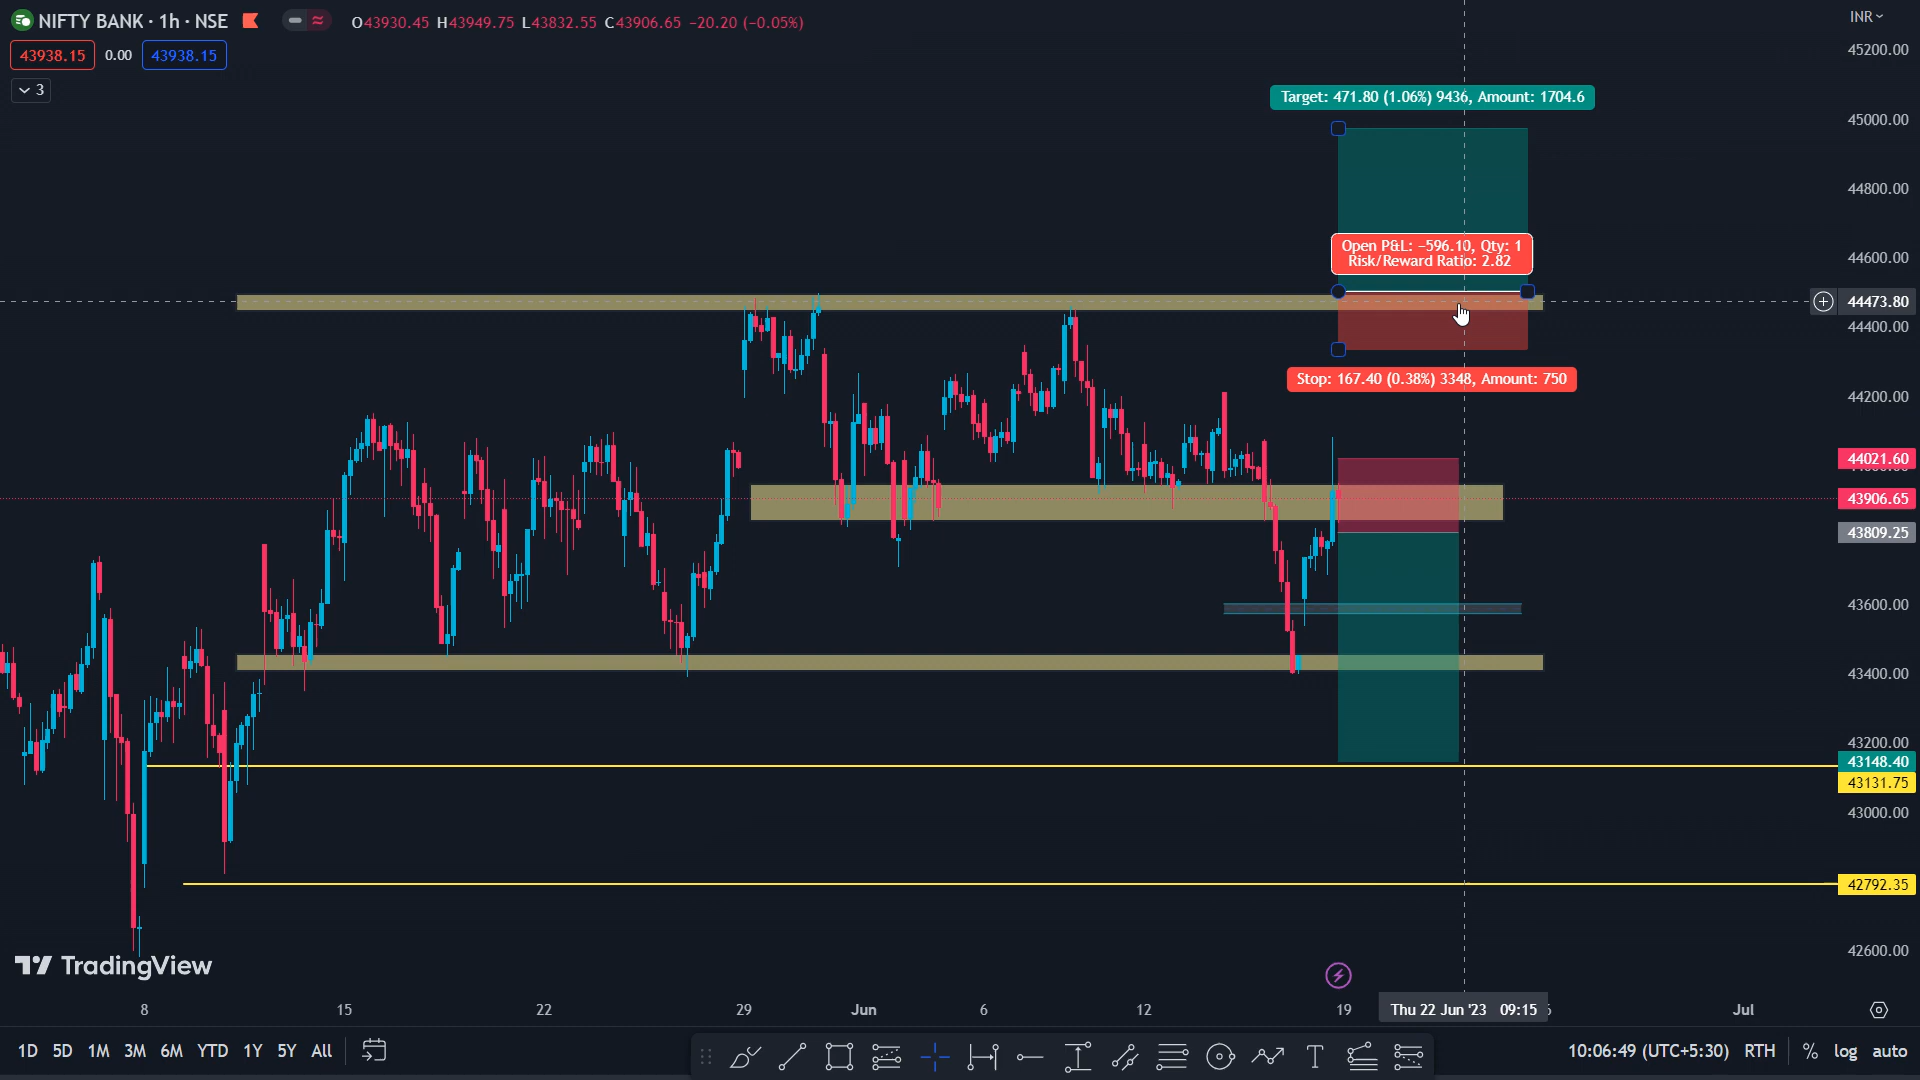 NIFTY BANK · 1h · NSE
O43930.45 H43949.75 L43832.55 C43906.65 −20.20 (−0.05%)
INR
43938.15 0.00 43938.15
3
45200.00
Target: 471.80 (1.06%) 9436, Amount: 1704.6
45000.00
44800.00
Open P&L: −596.10, Qty: 1
Risk/Reward Ratio: 2.82
44600.00
44473.80
44400.00
Stop: 167.40 (0.38%) 3348, Amount: 750
44200.00
44021.60
43906.65
43809.25
43600.00
43400.00
43200.00
43148.40
43131.75
43000.00
42792.35
42600.00
TradingView
8 15 22 29 Jun 6 12 19 Thu 22 Jun '23 09:15 Jul
1D 5D 1M 3M 6M YTD 1Y 5Y All
10:06:49 (UTC+5:30) RTH % log auto